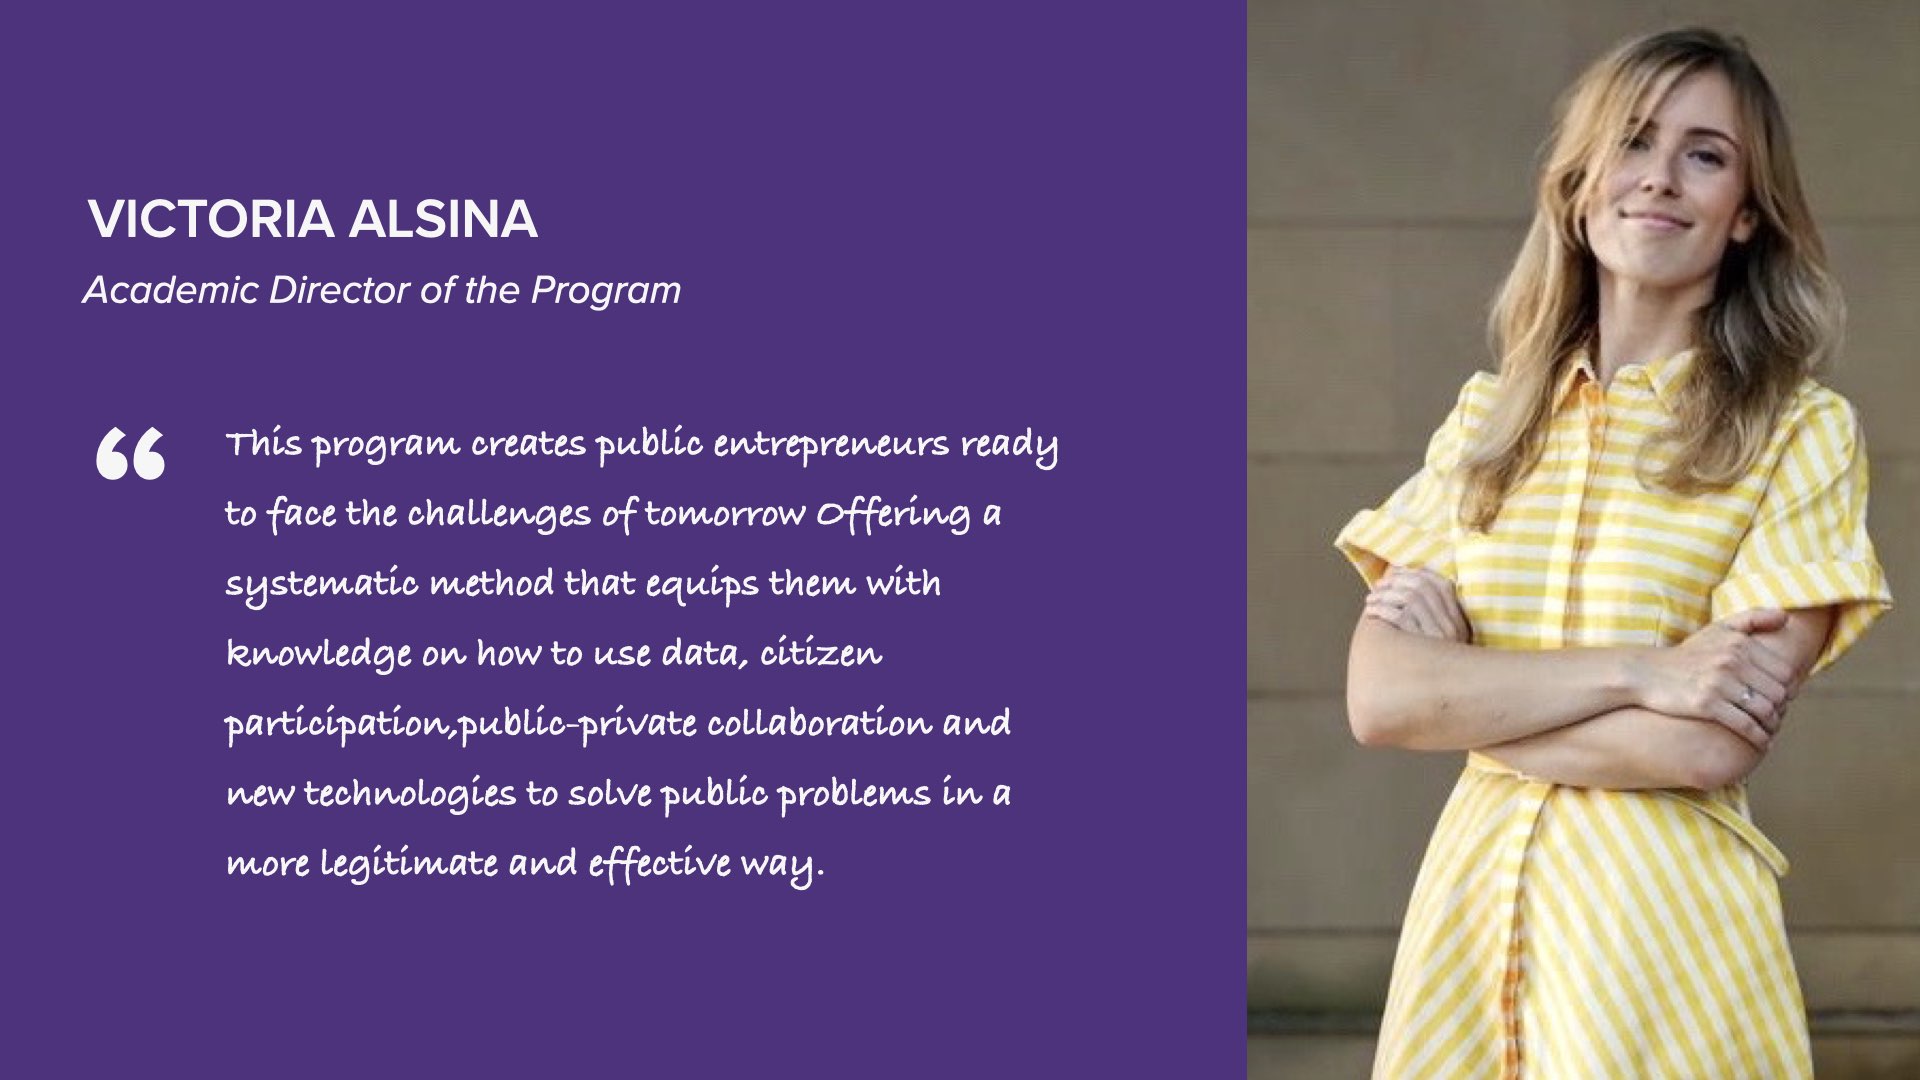 VICTORIA ALSINA
Academic Director of the Program
“
This program creates public entrepreneurs ready
to face the challenges of tomorrow Offering a
systematic method that equips them with
knowledge on how to use data, citizen
participation,public-private collaboration and
new technologies to solve public problems in a
more legitimate and effective way.